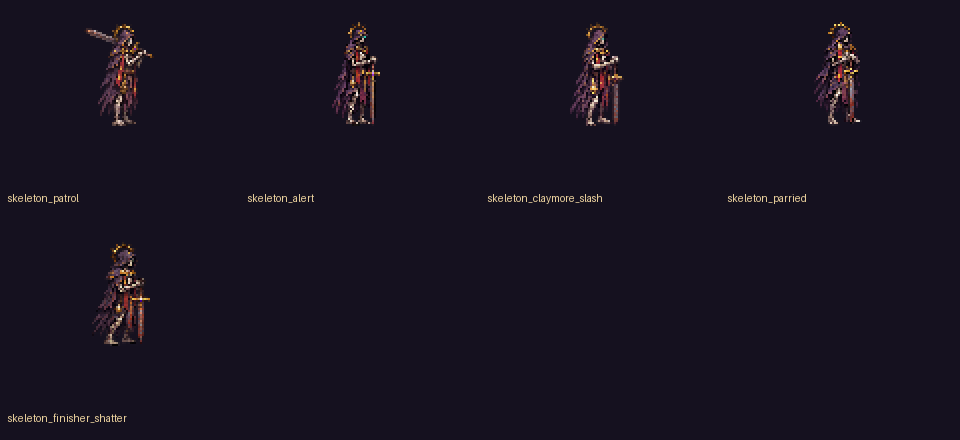 skeleton_patrol
skeleton_alert
skeleton_claymore_slash
skeleton_parried
skeleton_finisher_shatter